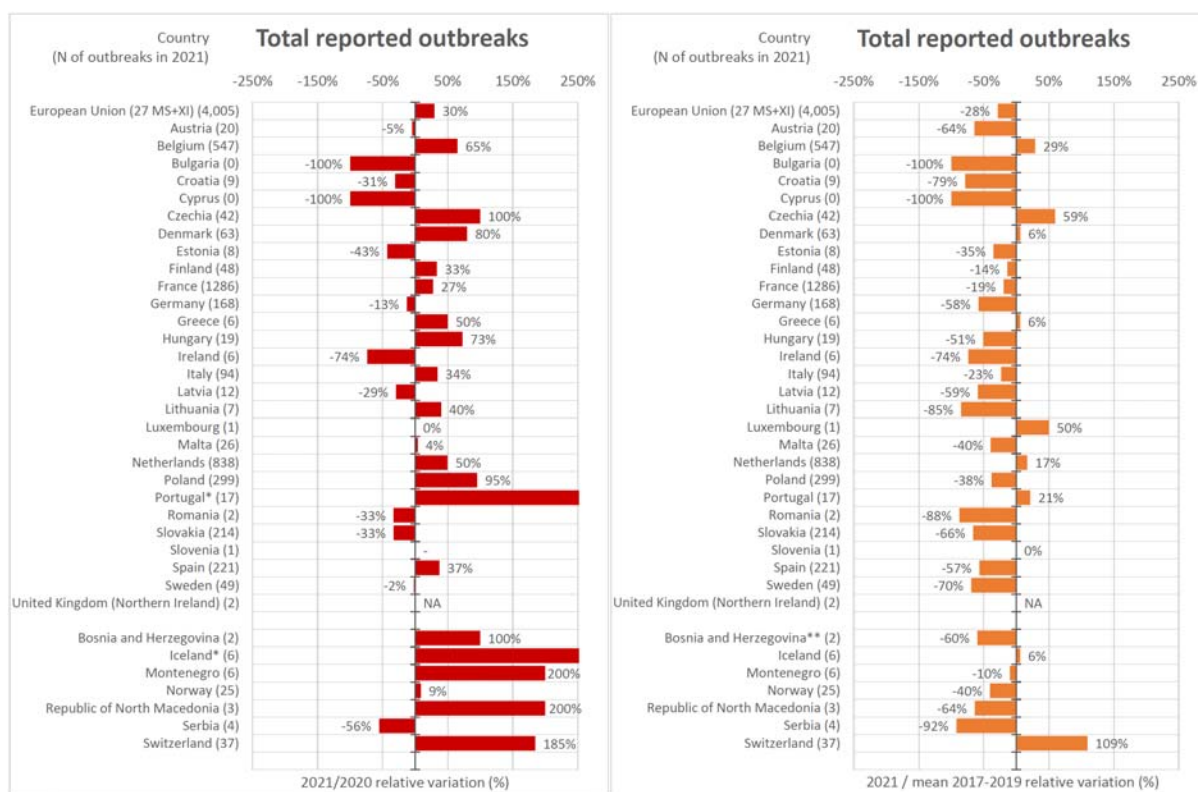 Country
(N of outbreaks in 2021)
Total reported outbreaks
-250% -150% -50% 50% 150% 250%
European Union (27 MS+XI) (4,005) 30%
Austria (20) -5%
Belgium (547) 65%
Bulgaria (0) -100%
Croatia (9) -31%
Cyprus (0) -100%
Czechia (42) 100%
Denmark (63) 80%
Estonia (8) -43%
Finland (48) 33%
France (1286) 27%
Germany (168) -13%
Greece (6) 50%
Hungary (19) 73%
Ireland (6) -74%
Italy (94) 34%
Latvia (12) -29%
Lithuania (7) 40%
Luxembourg (1) 0%
Malta (26) 4%
Netherlands (838) 50%
Poland (299) 95%
Portugal* (17)
Romania (2) -33%
Slovakia (214) -33%
Slovenia (1) -
Spain (221) 37%
Sweden (49) -2%
United Kingdom (Northern Ireland) (2) NA
Bosnia and Herzegovina (2) 100%
Iceland* (6)
Montenegro (6) 200%
Norway (25) 9%
Republic of North Macedonia (3) 200%
Serbia (4) -56%
Switzerland (37) 185%
2021/2020 relative variation (%)
Country
(N of outbreaks in 2021)
Total reported outbreaks
-250% -150% -50% 50% 150% 250%
European Union (27 MS+XI) (4,005) -28%
Austria (20) -64%
Belgium (547) 29%
Bulgaria (0) -100%
Croatia (9) -79%
Cyprus (0) -100%
Czechia (42) 59%
Denmark (63) 6%
Estonia (8) -35%
Finland (48) -14%
France (1286) -19%
Germany (168) -58%
Greece (6) 6%
Hungary (19) -51%
Ireland (6) -74%
Italy (94) -23%
Latvia (12) -59%
Lithuania (7) -85%
Luxembourg (1) 50%
Malta (26) -40%
Netherlands (838) 17%
Poland (299) -38%
Portugal (17) 21%
Romania (2) -88%
Slovakia (214) -66%
Slovenia (1) 0%
Spain (221) -57%
Sweden (49) -70%
United Kingdom (Northern Ireland) (2) NA
Bosnia and Herzegovina** (2) -60%
Iceland (6) 6%
Montenegro (6) -10%
Norway (25) -40%
Republic of North Macedonia (3) -64%
Serbia (4) -92%
Switzerland (37) 109%
2021 / mean 2017-2019 relative variation (%)